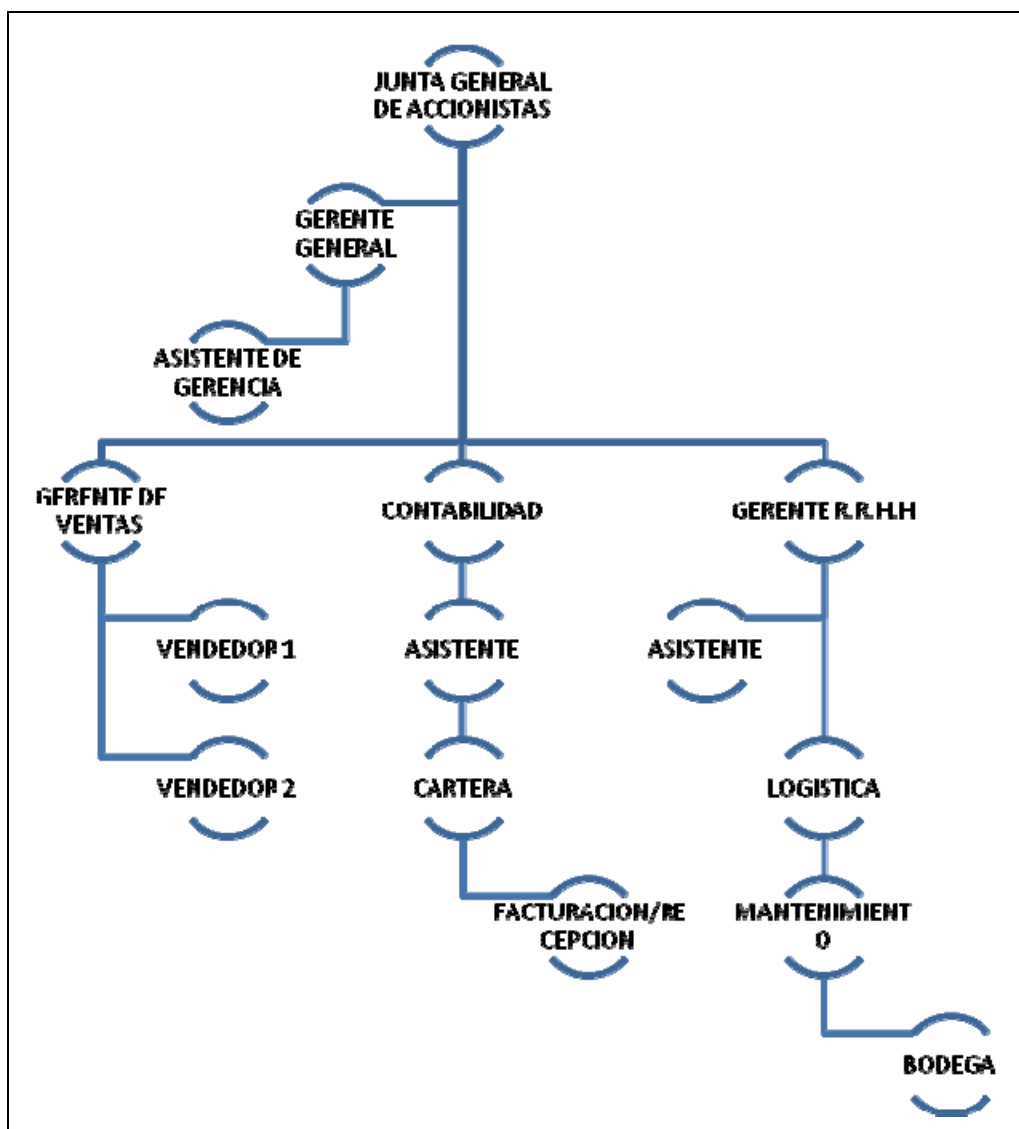 JUNTA GENERAL
DE ACCIONISTAS
GERENTE
GENERAL
ASISTENTE DE
GERENCIA
GERENTE DE
VENTAS
CONTABILIDAD
GERENTE R.R.H.H
VENDEDOR 1
ASISTENTE
ASISTENTE
VENDEDOR 2
CARTERA
LOGISTICA
FACTURACION/RE
CEPCION
MANTENIMIENT
O
BODEGA